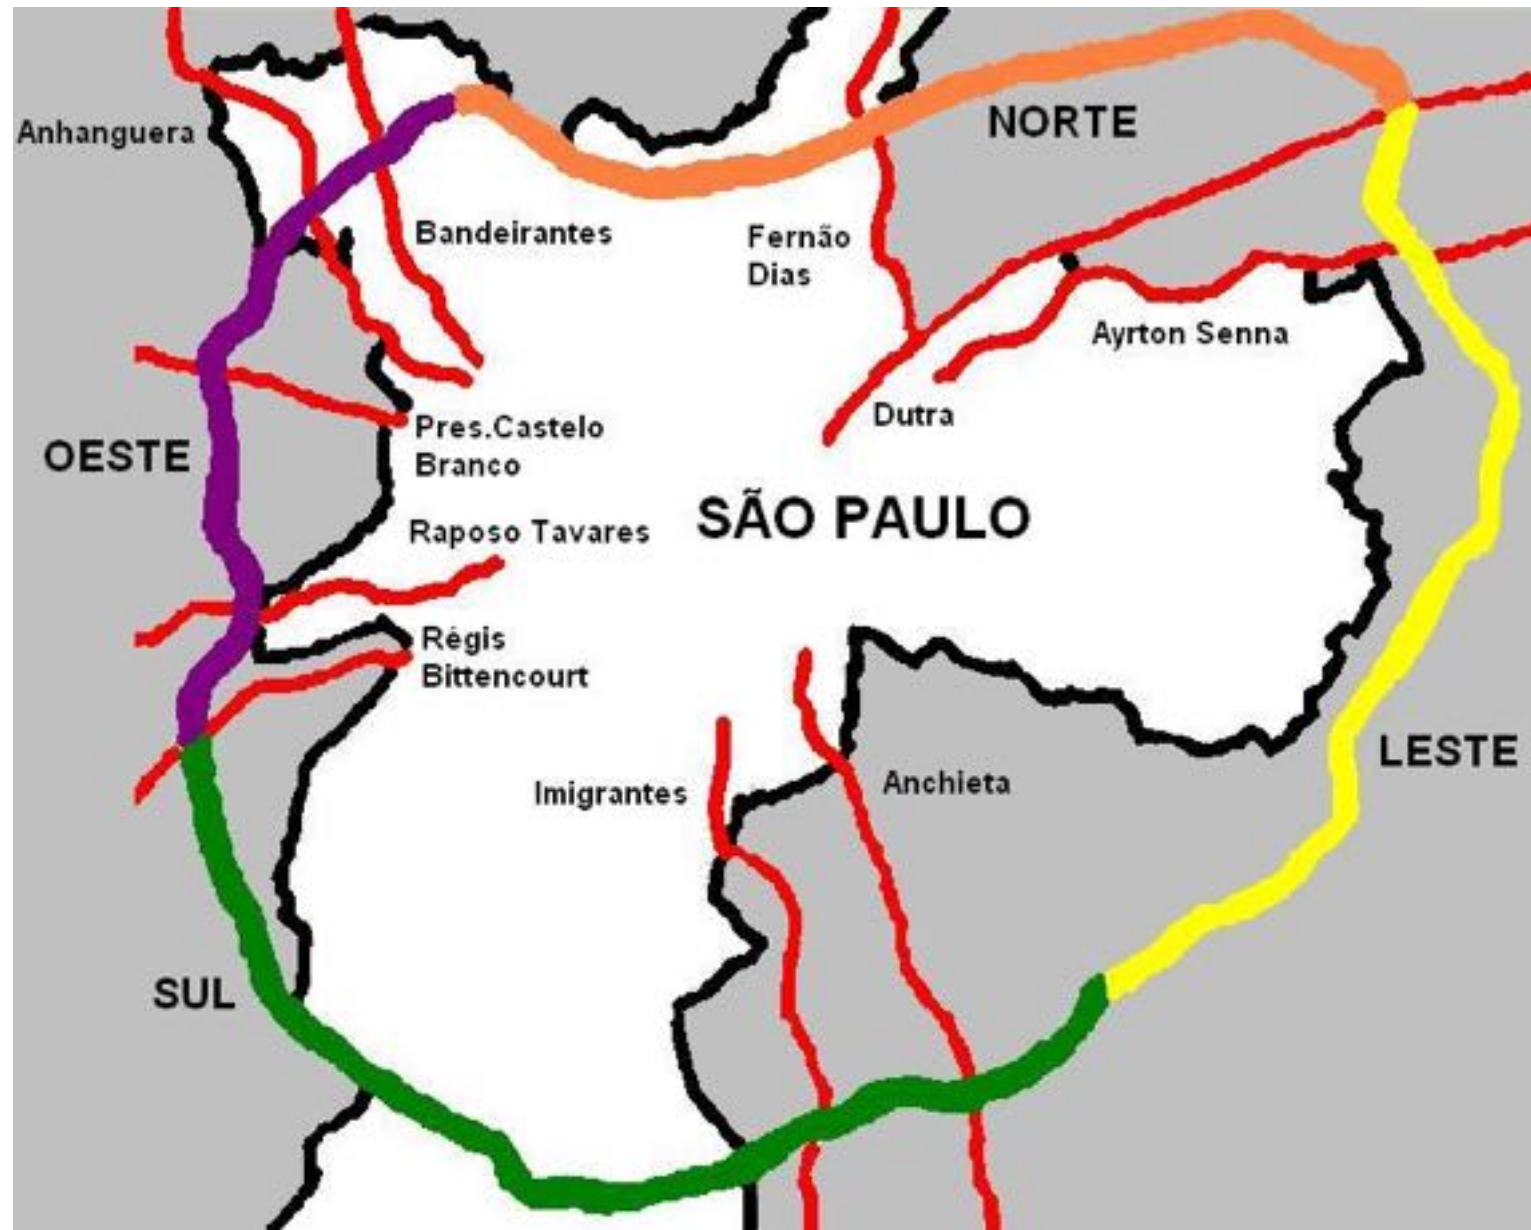 NORTE
Anhanguera
Bandeirantes
Fernão
Dias
Ayrton Senna
Dutra
Pres.Castelo
Branco
OESTE
SÃO PAULO
Raposo Tavares
Régis
Bittencourt
LESTE
Imigrantes
Anchieta
SUL